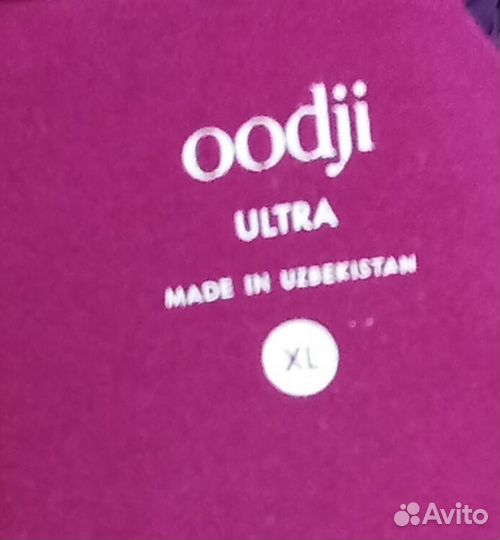 oodji
ULTRA
MADE IN UZBEKISTAN
XL
Avito